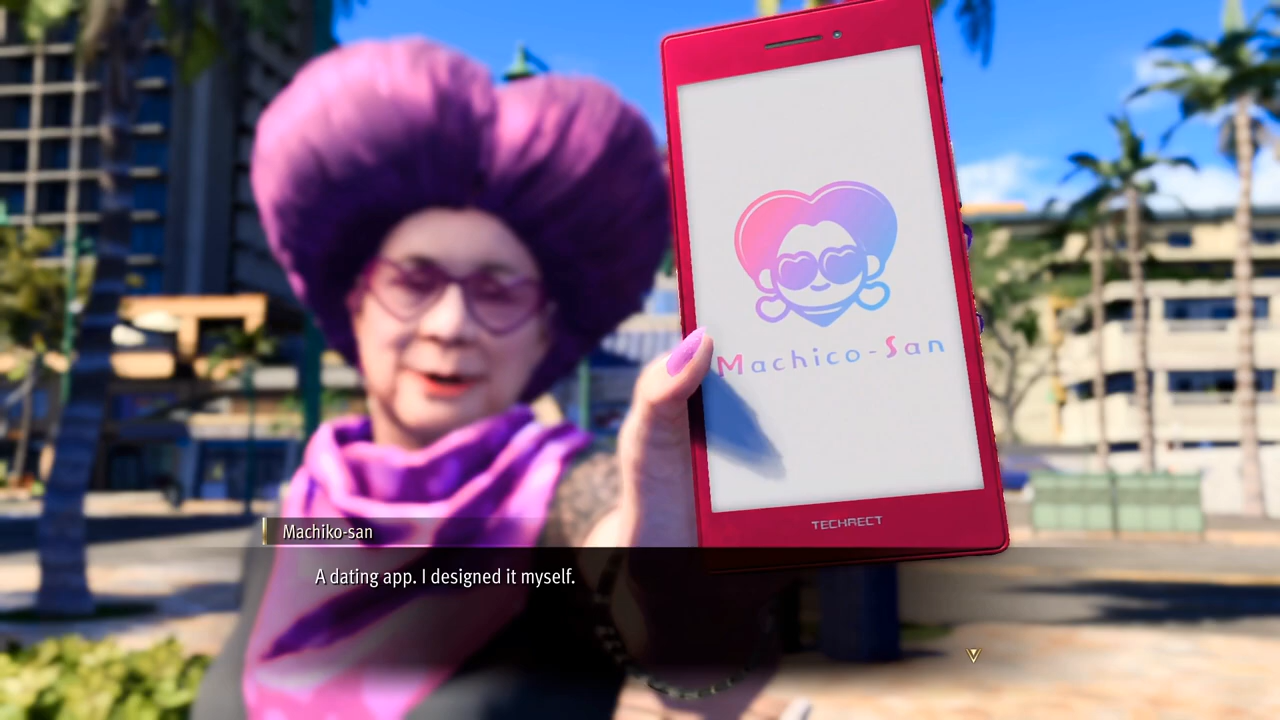 Machico-San
TECHRECT
Machiko-san
A dating app. I designed it myself.